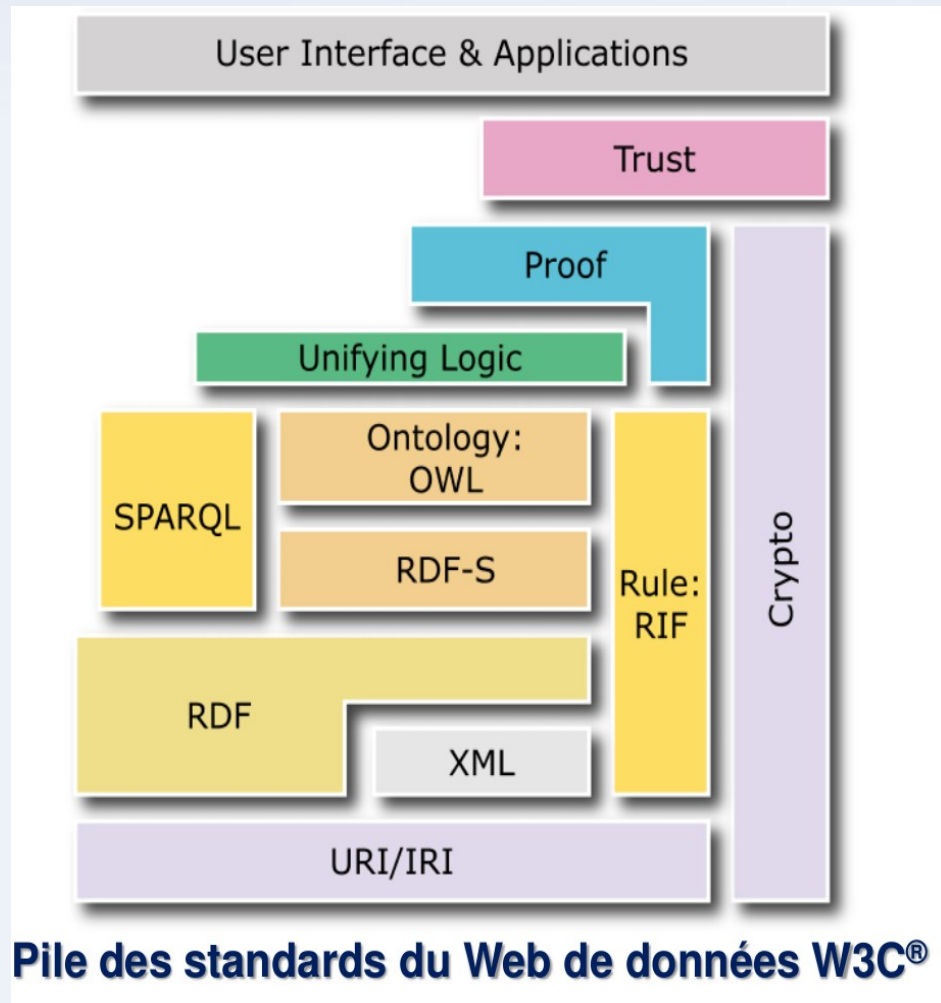 User Interface & Applications
Trust
Proof
Unifying Logic
Ontology:
OWL
SPARQL
RDF-S
Rule:
RIF
Crypto
RDF
XML
URI/IRI
Pile des standards du Web de données W3C®